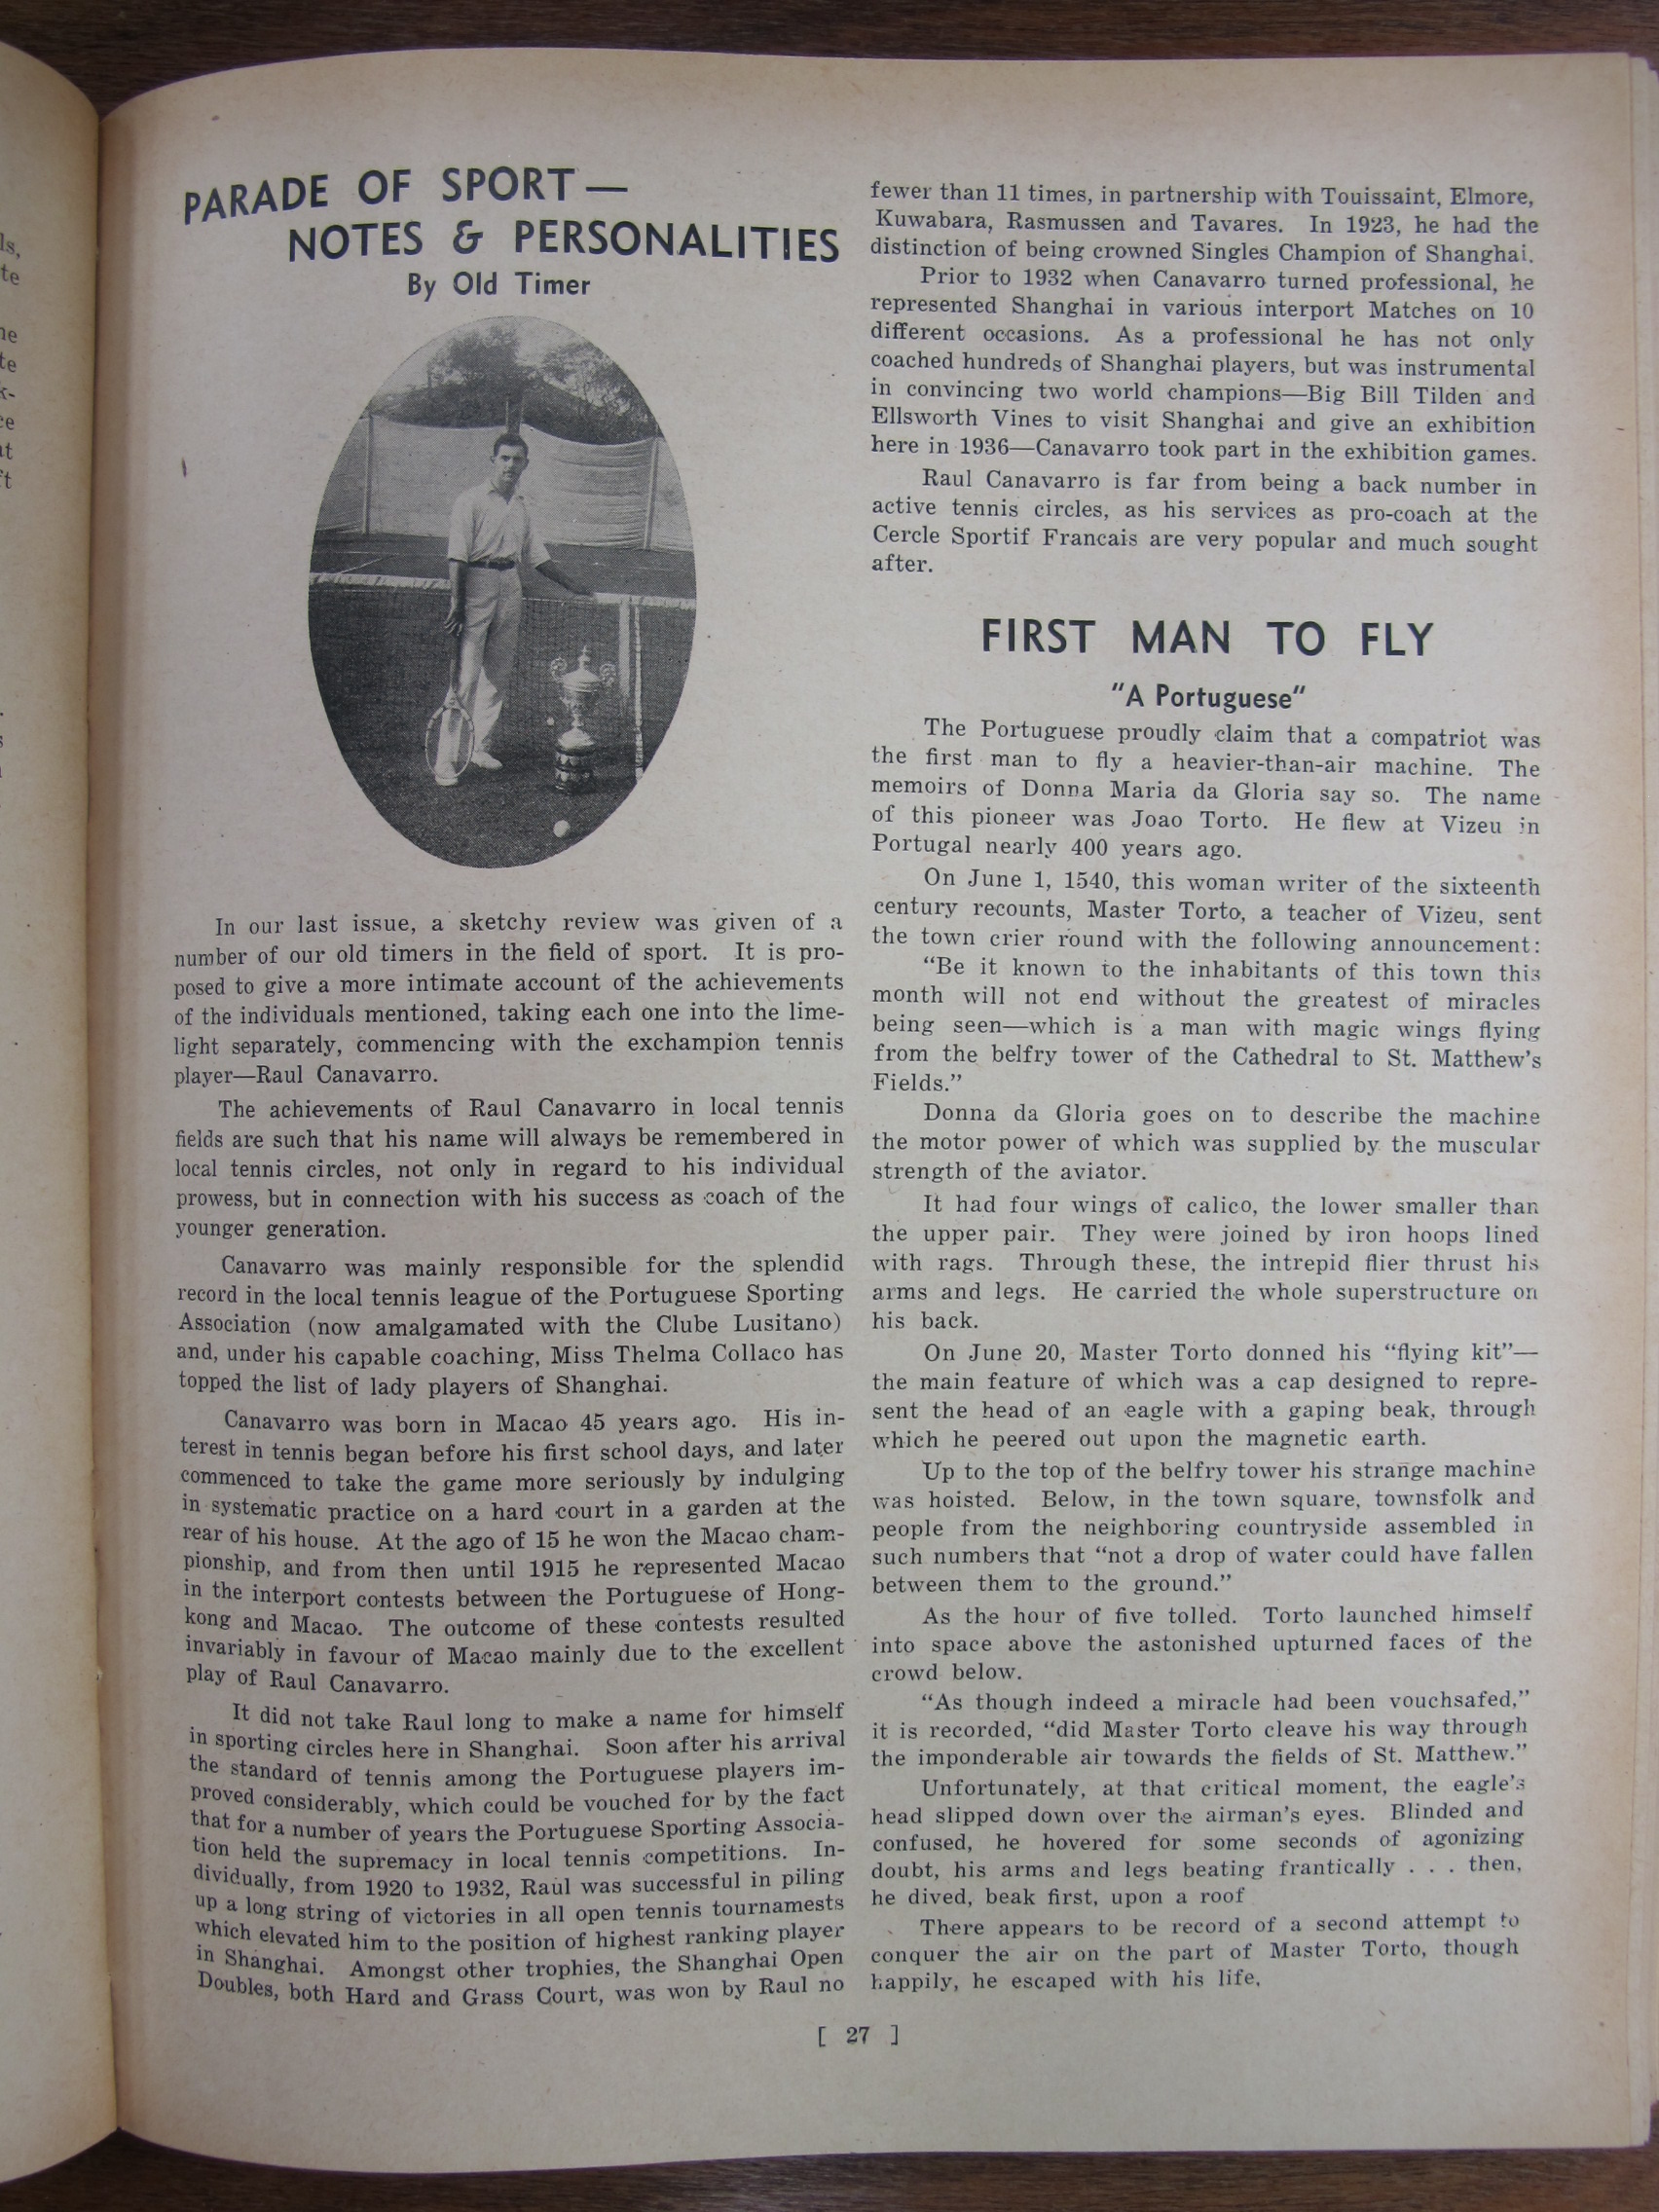 PARADE OF SPORT —
NOTES & PERSONALITIES
By Old Timer
In our last issue, a sketchy review was given of a
number of our old timers in the field of sport. It is pro-
posed to give a more intimate account of the achievements
of the individuals mentioned, taking each one into the lime-
light separately, commencing with the exchampion tennis
player—Raul Canavarro.
The achievements of Raul Canavarro in local tennis
fields are such that his name will always be remembered in
local tennis circles, not only in regard to his individual
prowess, but in connection with his success as coach of the
younger generation.
Canavarro was mainly responsible for the splendid
record in the local tennis league of the Portuguese Sporting
Association (now amalgamated with the Clube Lusitano)
and, under his capable coaching, Miss Thelma Collaco has
topped the list of lady players of Shanghai.
Canavarro was born in Macao 45 years ago. His in-
terest in tennis began before his first school days, and later
commenced to take the game more seriously by indulging
in systematic practice on a hard court in a garden at the
rear of his house. At the ago of 15 he won the Macao cham-
pionship, and from then until 1915 he represented Macao
in the interport contests between the Portuguese of Hong-
kong and Macao. The outcome of these contests resulted
invariably in favour of Macao mainly due to the excellent
play of Raul Canavarro.
It did not take Raul long to make a name for himself
in sporting circles here in Shanghai. Soon after his arrival
the standard of tennis among the Portuguese players im-
proved considerably, which could be vouched for by the fact
that for a number of years the Portuguese Sporting Associa-
tion held the supremacy in local tennis competitions. In-
dividually, from 1920 to 1932, Raul was successful in piling
up a long string of victories in all open tennis tournamests
which elevated him to the position of highest ranking player
in Shanghai. Amongst other trophies, the Shanghai Open
Doubles, both Hard and Grass Court, was won by Raul no
fewer than 11 times, in partnership with Touissaint, Elmore,
Kuwabara, Rasmussen and Tavares. In 1923, he had the
distinction of being crowned Singles Champion of Shanghai.
Prior to 1932 when Canavarro turned professional, he
represented Shanghai in various interport Matches on 10
different occasions. As a professional he has not only
coached hundreds of Shanghai players, but was instrumental
in convincing two world champions—Big Bill Tilden and
Ellsworth Vines to visit Shanghai and give an exhibition
here in 1936—Canavarro took part in the exhibition games.
Raul Canavarro is far from being a back number in
active tennis circles, as his services as pro-coach at the
Cercle Sportif Francais are very popular and much sought
after.
FIRST MAN TO FLY
"A Portuguese"
The Portuguese proudly claim that a compatriot was
the first man to fly a heavier-than-air machine. The
memoirs of Donna Maria da Gloria say so. The name
of this pioneer was Joao Torto. He flew at Vizeu in
Portugal nearly 400 years ago.
On June 1, 1540, this woman writer of the sixteenth
century recounts, Master Torto, a teacher of Vizeu, sent
the town crier round with the following announcement:
"Be it known to the inhabitants of this town this
month will not end without the greatest of miracles
being seen—which is a man with magic wings flying
from the belfry tower of the Cathedral to St. Matthew's
Fields."
Donna da Gloria goes on to describe the machine
the motor power of which was supplied by the muscular
strength of the aviator.
It had four wings of calico, the lower smaller than
the upper pair. They were joined by iron hoops lined
with rags. Through these, the intrepid flier thrust his
arms and legs. He carried the whole superstructure on
his back.
On June 20, Master Torto donned his "flying kit"—
the main feature of which was a cap designed to repre-
sent the head of an eagle with a gaping beak, through
which he peered out upon the magnetic earth.
Up to the top of the belfry tower his strange machine
was hoisted. Below, in the town square, townsfolk and
people from the neighboring countryside assembled in
such numbers that "not a drop of water could have fallen
between them to the ground."
As the hour of five tolled. Torto launched himself
into space above the astonished upturned faces of the
crowd below.
"As though indeed a miracle had been vouchsafed,"
it is recorded, "did Master Torto cleave his way through
the imponderable air towards the fields of St. Matthew."
Unfortunately, at that critical moment, the eagle's
head slipped down over the airman's eyes. Blinded and
confused, he hovered for some seconds of agonizing
doubt, his arms and legs beating frantically . . . then,
he dived, beak first, upon a roof
There appears to be record of a second attempt to
conquer the air on the part of Master Torto, though
happily, he escaped with his life.
[ 27 ]